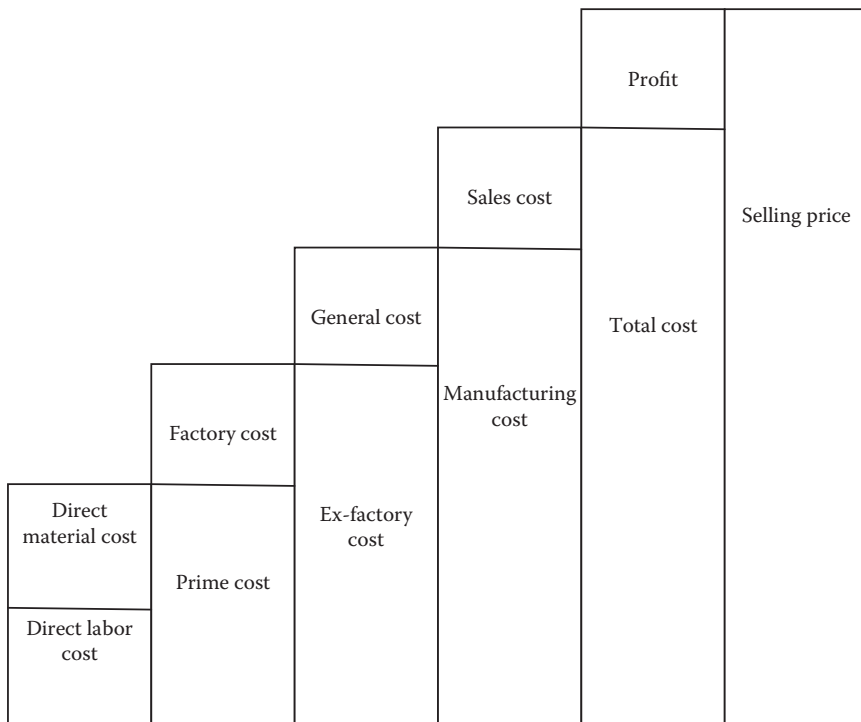 Profit
Sales cost
Selling price
General cost
Total cost
Manufacturing
cost
Factory cost
Direct
material cost
Ex-factory
cost
Prime cost
Direct labor
cost